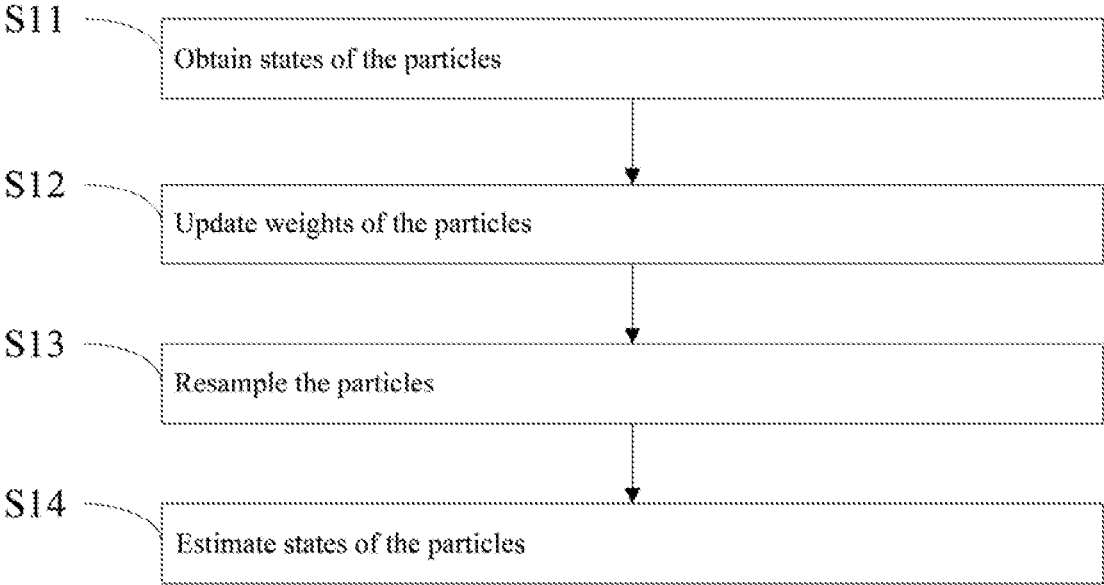 S11
Obtain states of the particles
S12
Update weights of the particles
S13
Resample the particles
S14
Estimate states of the particles